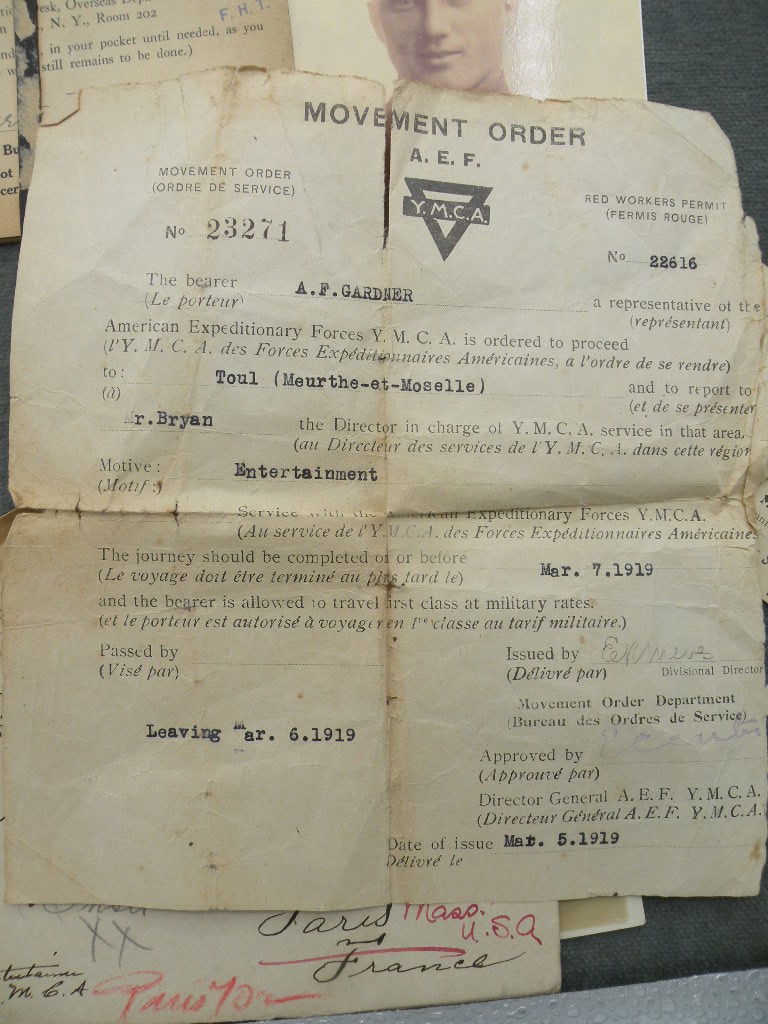 esk, Overseas Dep
, N. Y., Room 202
F. H. T.
, in your pocket until needed, as you
still remains to be done.)
MOVEMENT ORDER
A. E. F.
Y.M.C.A.
MOVEMENT ORDER
(ORDRE DE SERVICE)
No 23271
RED WORKERS PERMIT
(PERMIS ROUGE)
No 22616
The bearer A.F.GARDNER a representative of the
(Le porteur) (représentant)
American Expeditionary Forces Y. M. C. A. is ordered to proceed
(l'Y. M. C. A. des Forces Expéditionnaires Américaines, a l'ordre de se rendre)
to: Toul (Meurthe-et-Moselle) and to report to
(à) (et de se présenter
Mr.Bryan the Director in charge of Y. M. C. A. service in that area.
(au Directeur des services de l'Y. M. C. A. dans cette région
Motive: Entertainment
(Motif:)
Service with the American Expeditionary Forces Y.M.C.A.
(Au service de l'Y.M.C.A. des Forces Expéditionnaires Américaines
The journey should be completed on or before Mar. 7.1919
(Le voyage doit être terminé au plus tard le)
and the bearer is allowed to travel first class at military rates.
(et le porteur est autorisé à voyager en 1re classe au tarif militaire.)
Passed by
(Visé par)
Issued by
(Délivré par) Divisional Director
Movement Order Department
(Bureau des Ordres de Service)
Leaving Mar. 6.1919
Approved by
(Approuvé par)
Director General A. E. F. Y. M. C. A.
(Directeur Général A. E. F. Y. M. C. A.
Date of issue Mar. 5.1919
Délivré le
Paris Mass.
U.S.A
France
XX
M. C. A
Paris